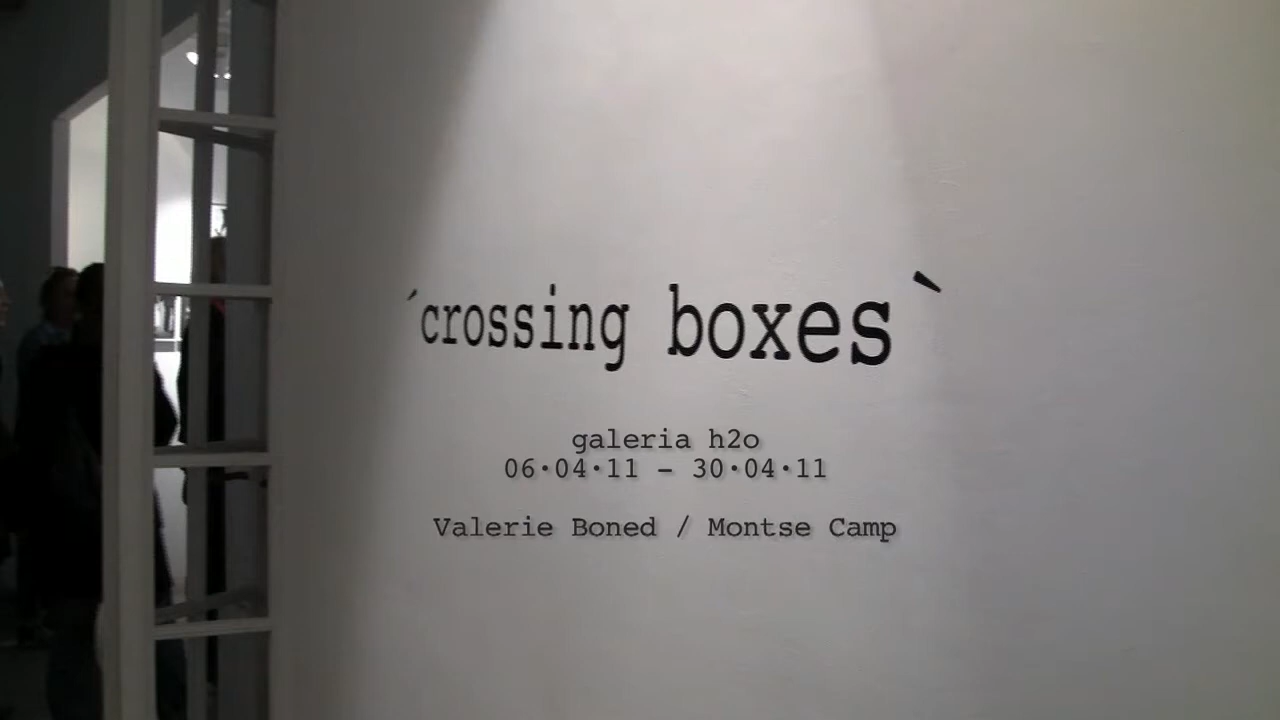 ´crossing boxes`
galeria h2o
06·04·11 - 30·04·11
Valerie Boned / Montse Camp